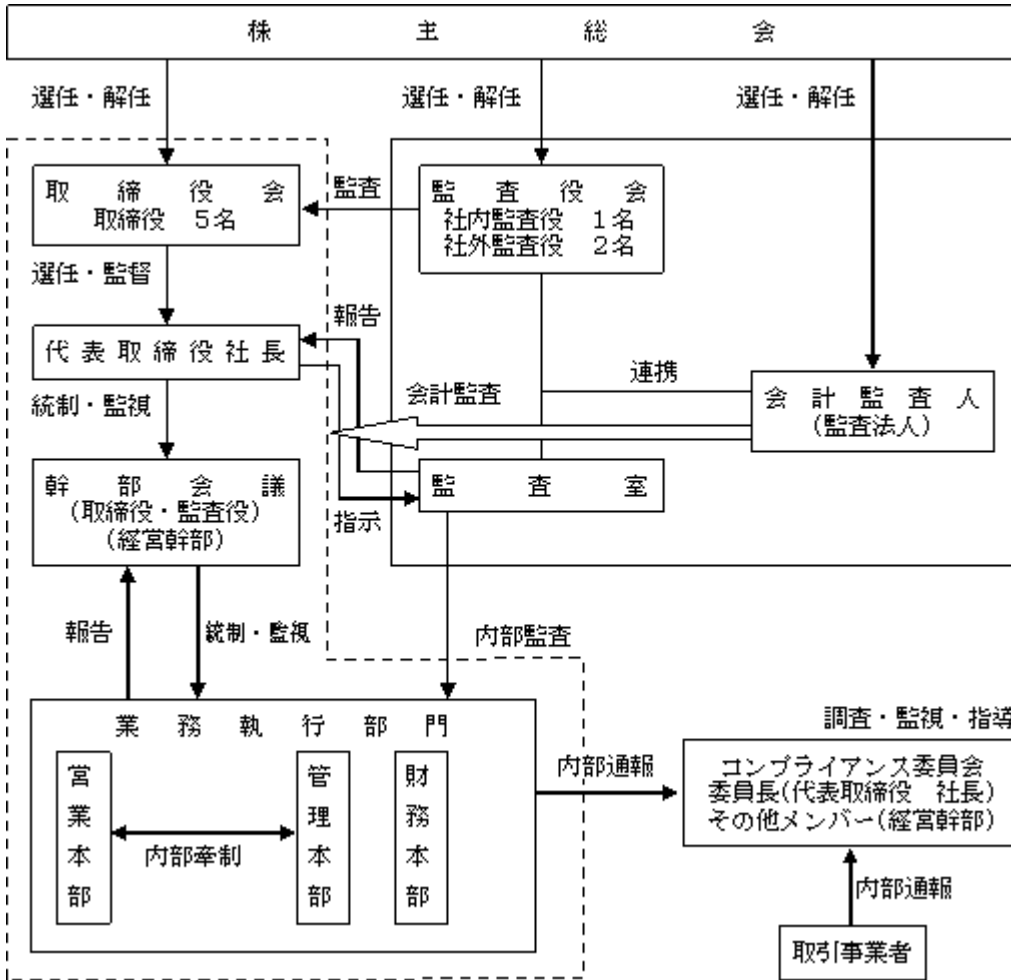 株主総会
選任・解任
選任・解任
選任・解任
取締役会
取締役 5名
監査
監査役会
社内監査役 1名
社外監査役 2名
選任・監督
報告
代表取締役社長
連携
会計監査
会計監査人
(監査法人)
統制・監視
幹部会議
(取締役・監査役)
(経営幹部)
監査室
指示
報告
統制・監視
内部監査
業務執行部門
営業本部
内部牽制
管理本部
財務本部
内部通報
調査・監視・指導
コンプライアンス委員会
委員長(代表取締役 社長)
その他メンバー(経営幹部)
内部通報
取引事業者